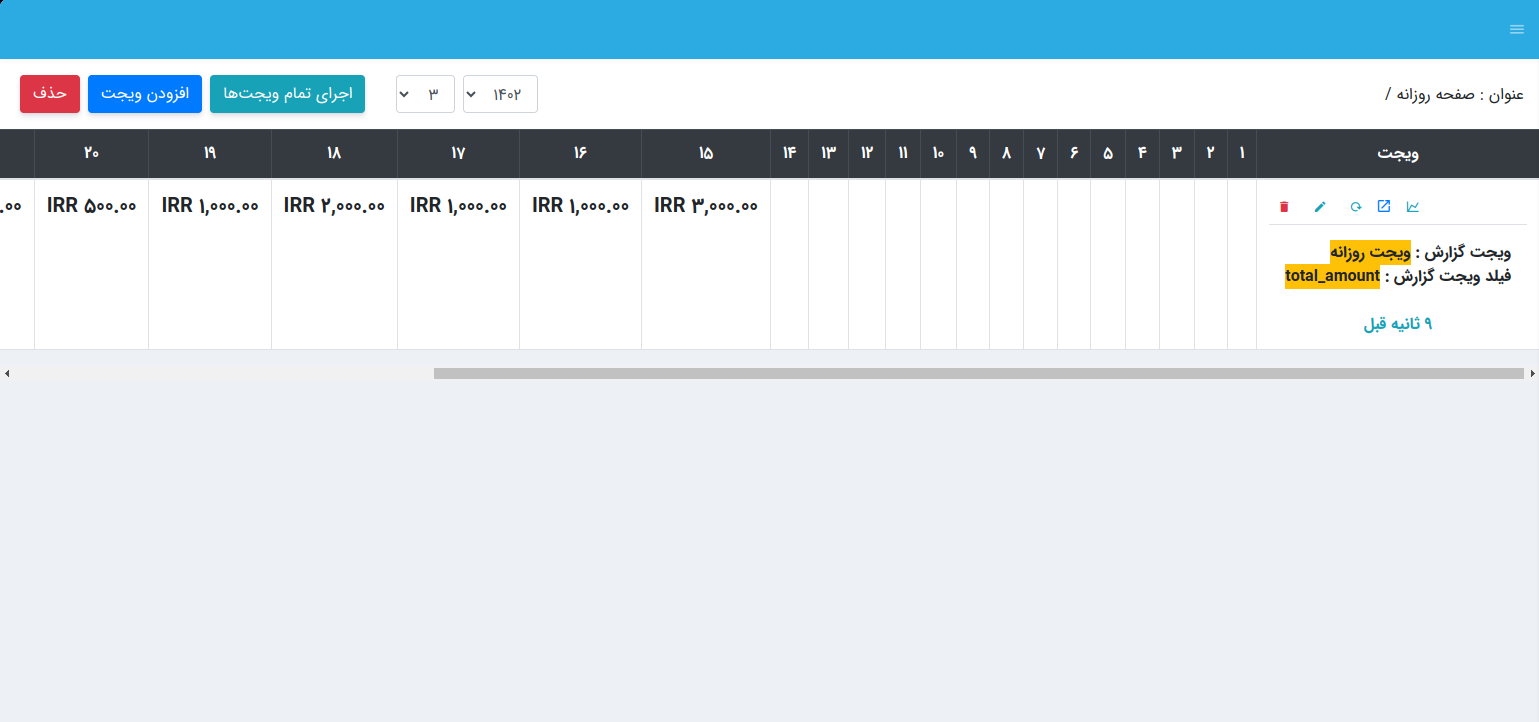 عنوان : صفحه روزانه /
۱۴۰۲
۳
اجرای تمام ویجت‌ها
افزودن ویجت
حذف
ویجت ۱ ۲ ۳ ۴ ۵ ۶ ۷ ۸ ۹ ۱۰ ۱۱ ۱۲ ۱۳ ۱۴ ۱۵ ۱۶ ۱۷ ۱۸ ۱۹ ۲۰
IRR ۳,۰۰۰.۰۰
IRR ۱,۰۰۰.۰۰
IRR ۱,۰۰۰.۰۰
IRR ۲,۰۰۰.۰۰
IRR ۱,۰۰۰.۰۰
IRR ۵۰۰.۰۰
ویجت گزارش : ویجت روزانه
فیلد ویجت گزارش : total_amount
۹ ثانیه قبل